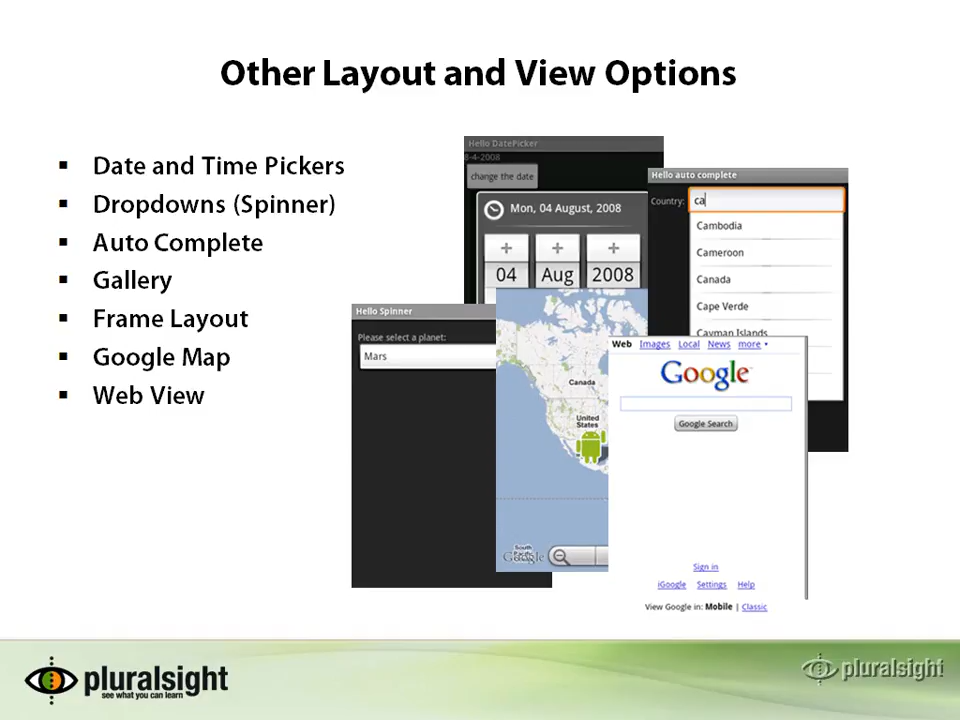 Other Layout and View Options
Date and Time Pickers
Dropdowns (Spinner)
Auto Complete
Gallery
Frame Layout
Google Map
Web View
Hello DatePicker
8-4-2008
change the date
Mon, 04 August, 2008
+ + +
04 Aug 2008
Hello auto complete
Country: ca
Cambodia
Cameroon
Canada
Cape Verde
Cayman Islands
Hello Spinner
Please select a planet:
Mars
Canada
United
States
South
Google
Web Images Local News more
Google
Google Search
Sign in
iGoogle Settings Help
View Google in: Mobile | Classic
pluralsight
see what you can learn
pluralsight